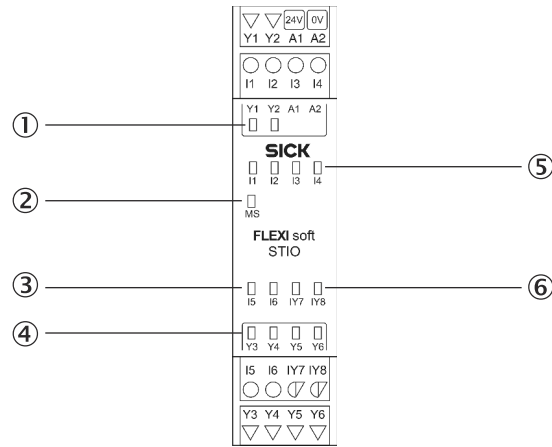 24V 0V
Y1 Y2 A1 A2
I1 I2 I3 I4
Y1 Y2 A1 A2
①
SICK
⑤
I1 I2 I3 I4
②
MS
FLEXI soft
STIO
③
⑥
I5 I6 IY7 IY8
④
Y3 Y4 Y5 Y6
I5 I6 IY7 IY8
Y3 Y4 Y5 Y6